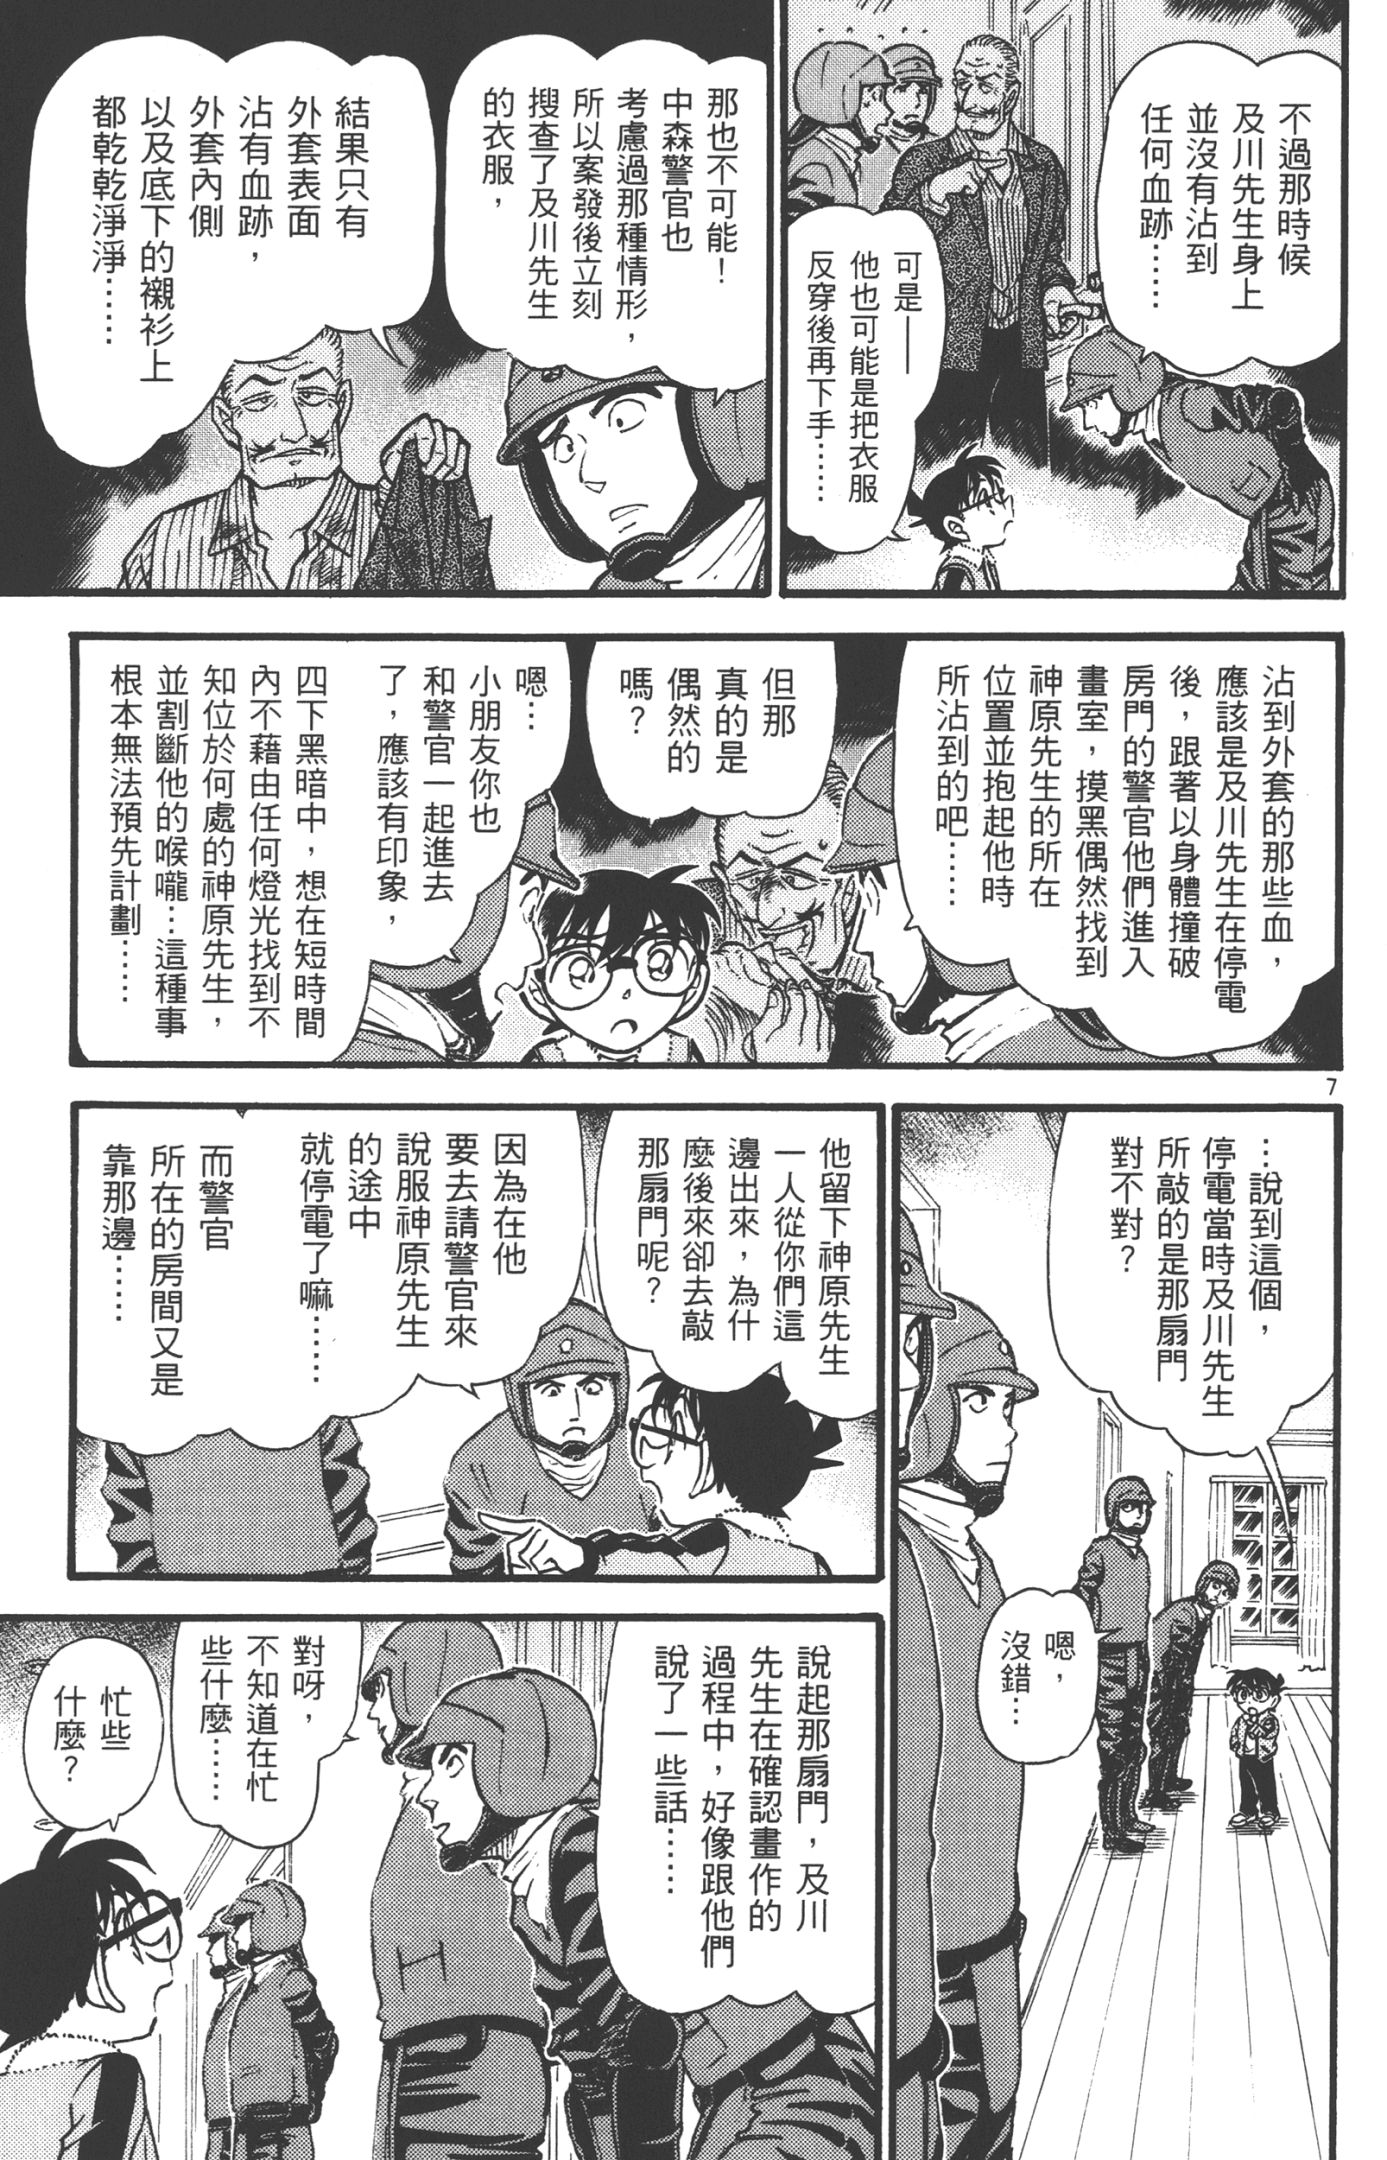 不過那時候
及川先生身上
並沒有沾到
任何血跡……
可是——
他也可能是把衣服
反穿後再下手……
那也不可能！
中森警官也
考慮過那種情形，
所以案發後立刻
搜查了及川先生
的衣服，
結果只有
外套表面
沾有血跡，
外套內側
以及底下的襯衫上
都乾乾淨淨……
沾到外套的那些血，
應該是及川先生在停電
後，跟著以身體撞破
房門的警官他們進入
畫室，摸黑偶然找到
神原先生的所在
位置並抱起他時
所沾到的吧……
但那
真的是
偶然的
嗎？
嗯…
小朋友你也
和警官一起進去
了，應該有印象，
四下黑暗中，想在短時間
內不藉由任何燈光找到不
知位於何處的神原先生，
並割斷他的喉嚨…這種事
根本無法預先計劃……
7
…說到這個，
停電當時及川先生
所敲的是那扇門
對不對？
嗯，
沒錯…
他留下神原先生
一人從你們這
邊出來，為什
麼後來卻去敲
那扇門呢？
因為在他
要去請警官來
說服神原先生
的途中
就停電了嘛……
而警官
所在的房間又是
靠那邊……
說起那扇門，及川
先生在確認畫作的
過程中，好像跟他們
說了一些話……
對呀，
不知道在忙
些什麼……
忙些
什麼？